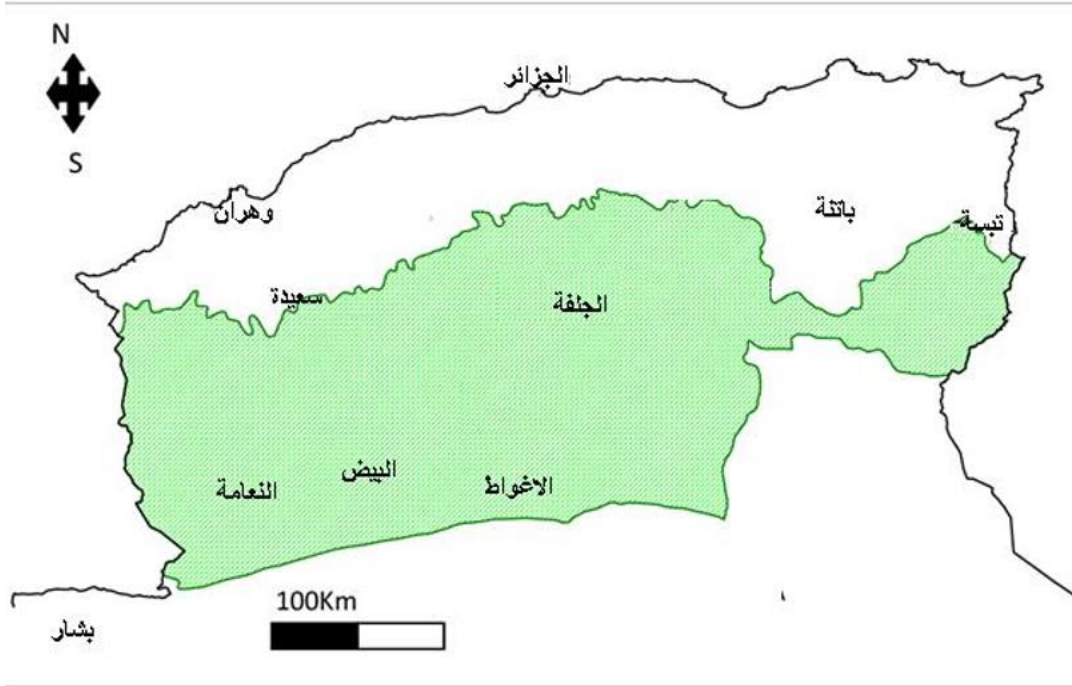 N
S
الجزائر
وهران
باتنة
تبسة
سعيدة
الجلفة
البيض
النعامة
الاغواط
100Km
بشار